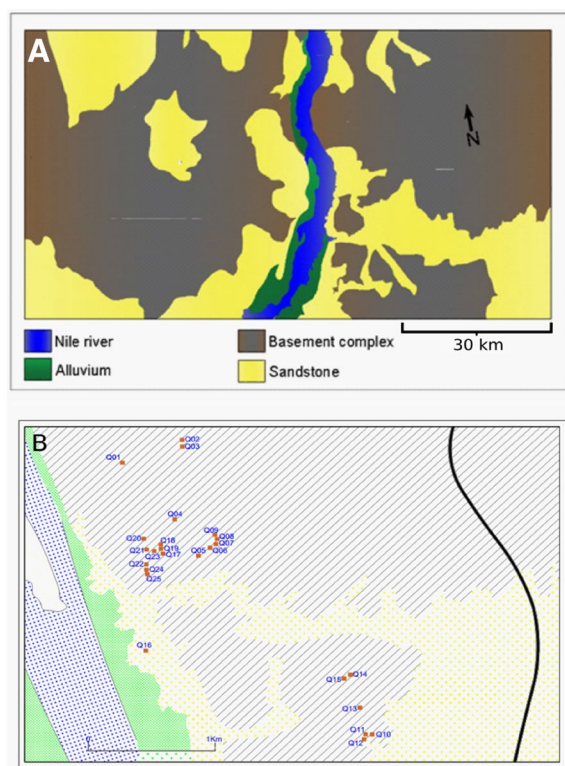 A
N
Nile river
Basement complex
Alluvium
Sandstone
30 km
B
Q02
Q03
Q01
Q04
Q09
Q08
Q20
Q18
Q07
Q21
Q19
Q06
Q23
Q17
Q05
Q22
Q24
Q25
Q16
Q14
Q15
Q13
Q11
Q10
Q12
0
1Km